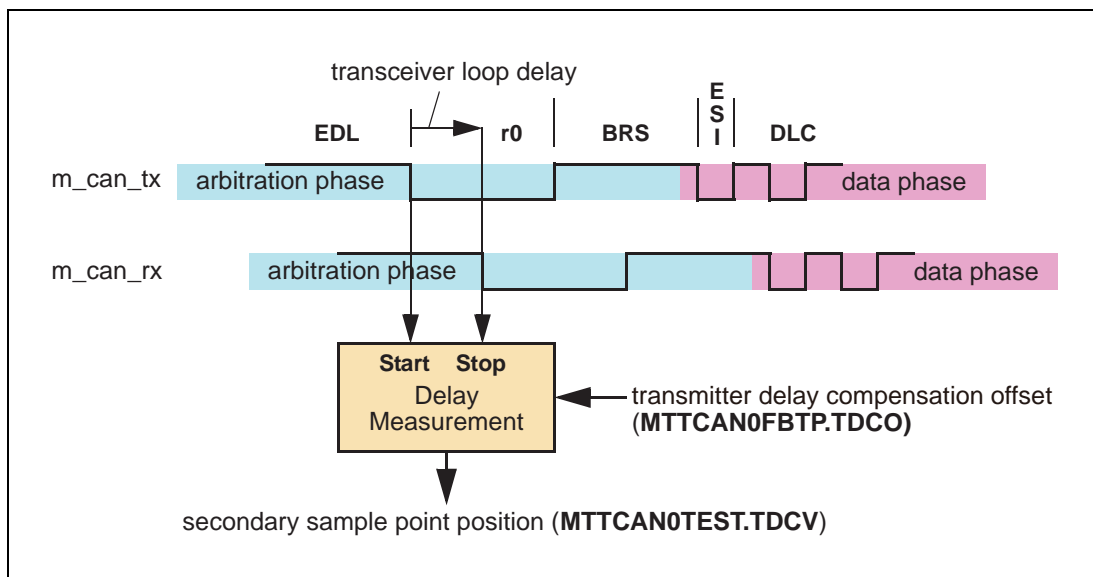 transceiver loop delay
EDL
r0
BRS
ESI
DLC
m_can_tx
arbitration phase
data phase
m_can_rx
arbitration phase
data phase
Start Stop
Delay
Measurement
transmitter delay compensation offset
(MTTCAN0FBTP.TDCO)
secondary sample point position (MTTCAN0TEST.TDCV)